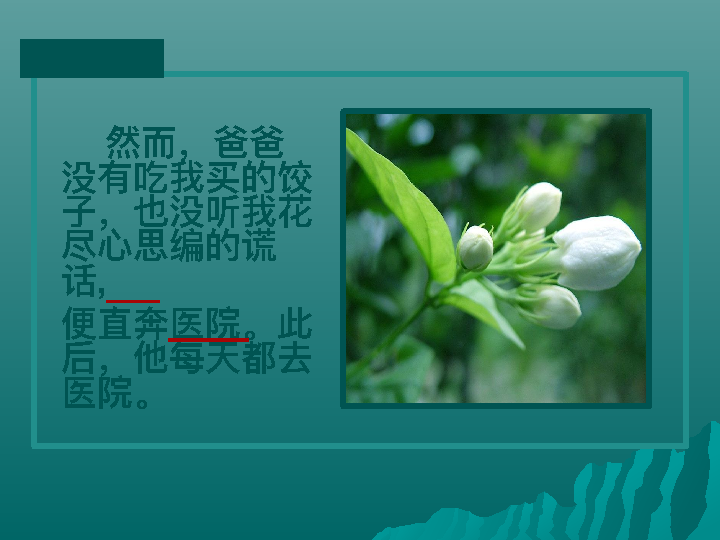 然而，爸爸
没有吃我买的饺
子，也没听我花
尽心思编的谎
话,
便直奔医院。此
后，他每天都去
医院。